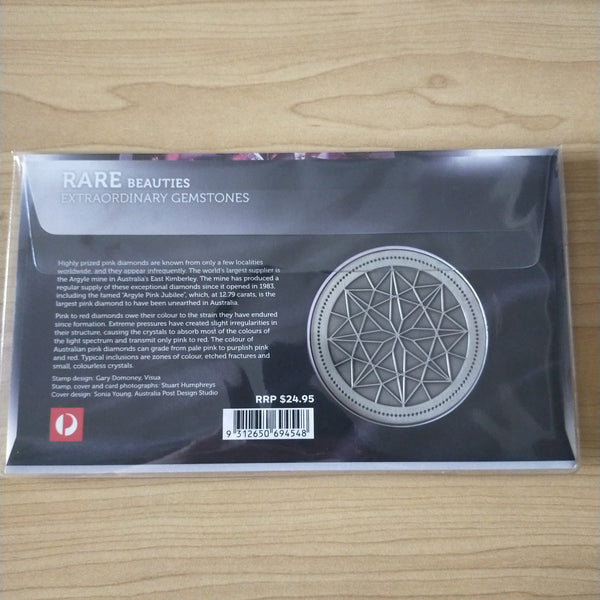 RARE BEAUTIES
EXTRAORDINARY GEMSTONES
Highly prized pink diamonds are known from only a few localities
worldwide, and they appear infrequently. The world's largest supplier is
the Argyle mine in Australia's East Kimberley. The mine has produced a
regular supply of these exceptional diamonds since it opened in 1983,
including the famed "Argyle Pink Jubilee", which, at 12.79 carats, is the
largest pink diamond to have been unearthed in Australia.
Pink to red diamonds owe their colour to the strain they have endured
since formation. Extreme pressures have created slight irregularities in
their structure, causing the crystals to absorb most of the colours of
the light spectrum and transmit only pink to red. The colour of
Australian pink diamonds can grade from pale pink to purplish pink
and red. Typical inclusions are zones of colour, etched fractures and
small, colourless crystals.
Stamp design: Gary Domoney, Visua
Stamp, cover and card photographs: Stuart Humphreys
Cover design: Sonia Young, Australia Post Design Studio
RRP $24.95
9 312650 694548